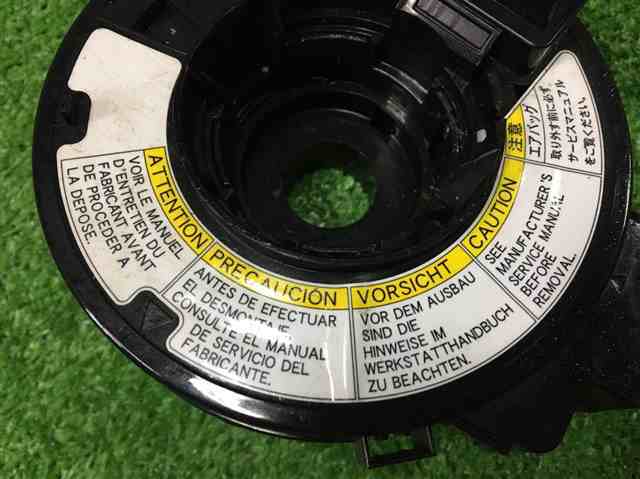 ATTENTION
VOIR LE MANUEL
D'ENTRETIEN DU
FABRICANT AVANT
DE PROCEDER A
LA DEPOSE.
PRECAUCIÓN
ANTES DE EFECTUAR
EL DESMONTAJE
CONSULTE EL MANUAL
DE SERVICIO DEL
FABRICANTE.
VORSICHT
VOR DEM AUSBAU
SIND DIE
HINWEISE IM
WERKSTATTHANDBUCH
ZU BEACHTEN.
CAUTION
SEE
MANUFACTURER'S
SERVICE MANUAL
BEFORE
REMOVAL.
注意
エアバッグ
取り外す前に必ず
サービスマニュアル
をご覧ください。